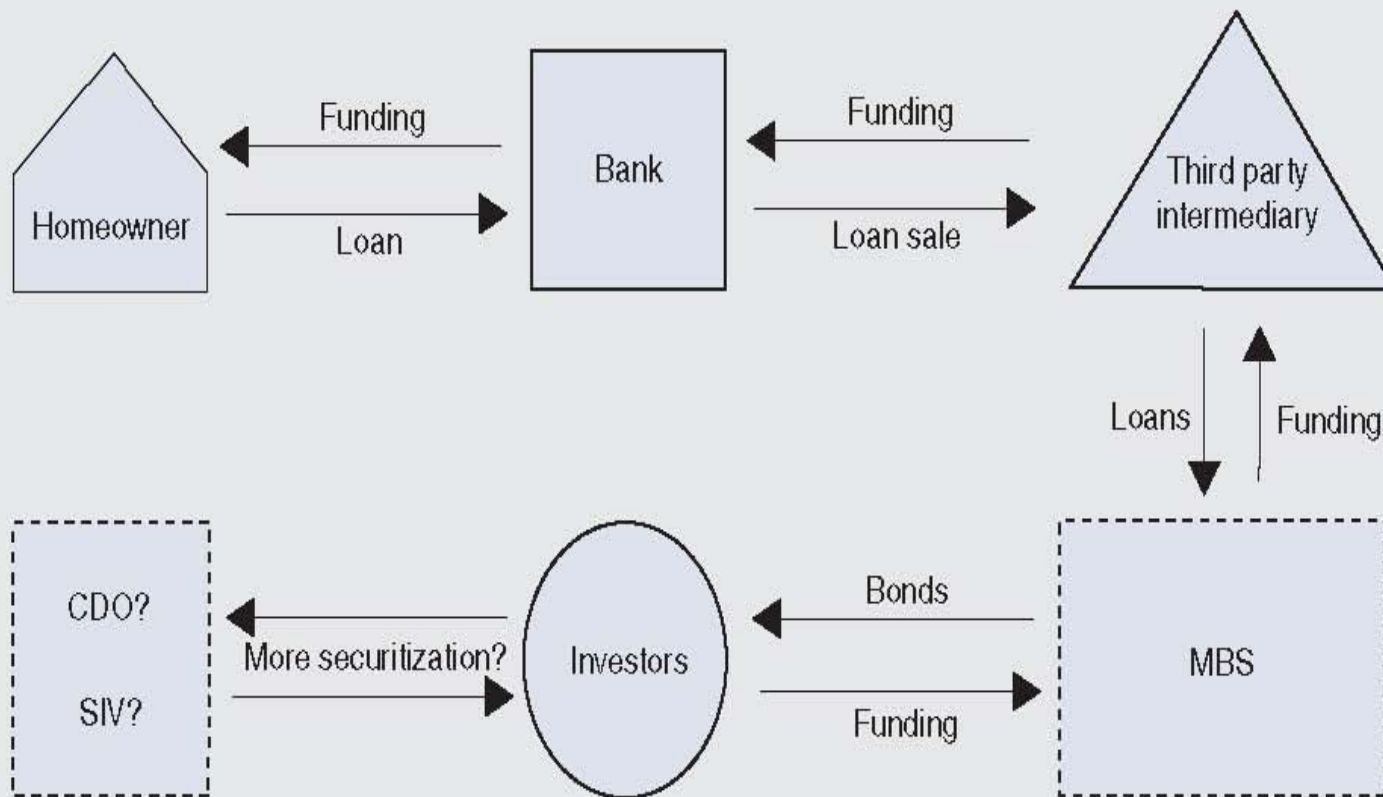 Funding
Funding
Homeowner
Bank
Third party
intermediary
Loan
Loan sale
Loans
Funding
CDO?
SIV?
More securitization?
Investors
Bonds
Funding
MBS